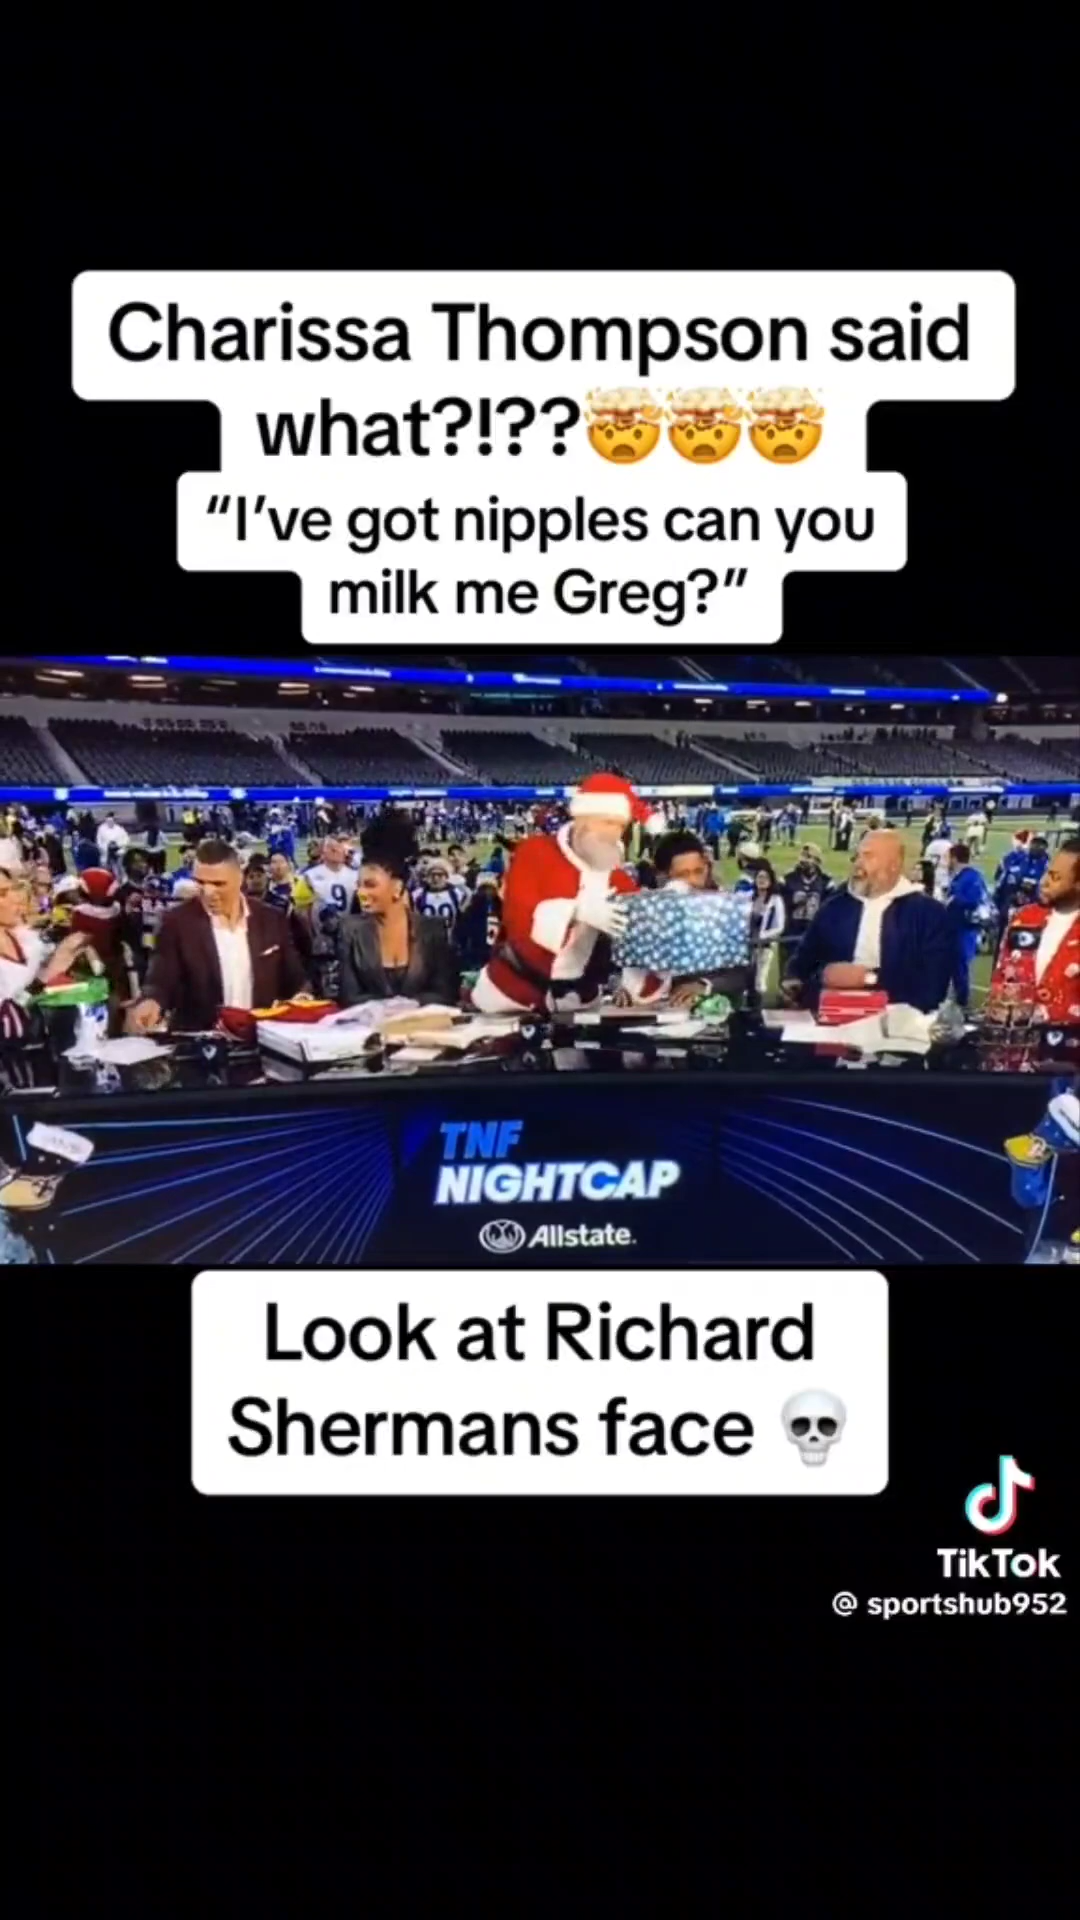 Charissa Thompson said
what?!??🤯🤯🤯
“I’ve got nipples can you
milk me Greg?”
9
TNF
NIGHTCAP
Allstate.
Look at Richard
Shermans face 💀
TikTok
@ sportshub952